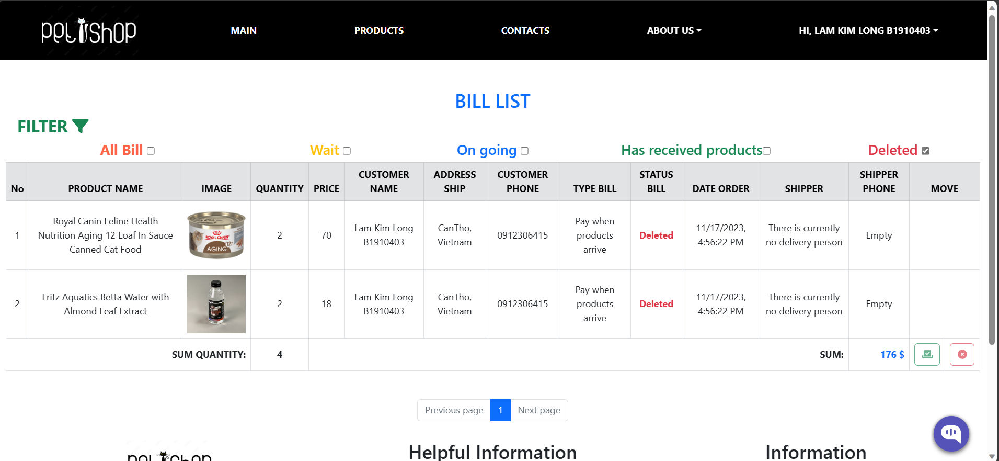 pet shop
MAIN
PRODUCTS
CONTACTS
ABOUT US
HI, LAM KIM LONG B1910403
BILL LIST
FILTER
All Bill
Wait
On going
Has received products
Deleted
No
PRODUCT NAME
IMAGE
QUANTITY
PRICE
CUSTOMER
NAME
ADDRESS
SHIP
CUSTOMER
PHONE
TYPE BILL
STATUS
BILL
DATE ORDER
SHIPPER
SHIPPER
PHONE
MOVE
1
Royal Canin Feline Health
Nutrition Aging 12 Loaf In Sauce
Canned Cat Food
ROYAL CANIN
12+
AGING
2
70
Lam Kim Long
B1910403
CanTho,
Vietnam
0912306415
Pay when
products
arrive
Deleted
11/17/2023,
4:56:22 PM
There is currently
no delivery person
Empty
2
Fritz Aquatics Betta Water with
Almond Leaf Extract
2
18
Lam Kim Long
B1910403
CanTho,
Vietnam
0912306415
Pay when
products
arrive
Deleted
11/17/2023,
4:56:22 PM
There is currently
no delivery person
Empty
SUM QUANTITY:
4
SUM:
176 $
Previous page
1
Next page
pet shop
Helpful Information
Information